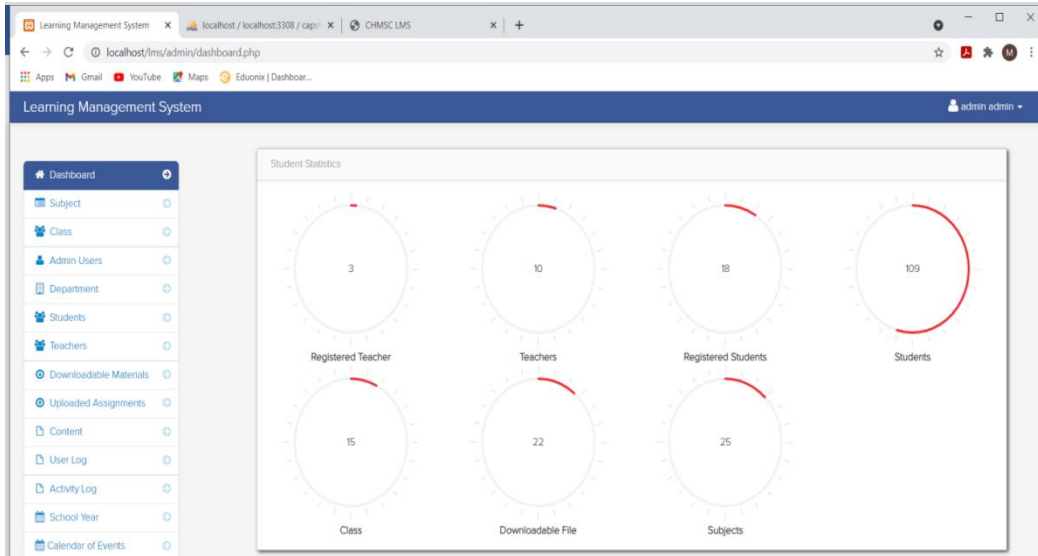 Learning Management System
localhost / localhost:3308 / caps
CHMSC LMS
localhost/lms/admin/dashboard.php
Apps
Gmail
YouTube
Maps
Eduonix | Dashboar...
M
Learning Management System
admin admin
Dashboard
Subject
Class
Admin Users
Department
Students
Teachers
Downloadable Materials
Uploaded Assignments
Content
User Log
Activity Log
School Year
Calendar of Events
Student Statistics
3
10
18
109
Registered Teacher
Teachers
Registered Students
Students
15
22
25
Class
Downloadable File
Subjects